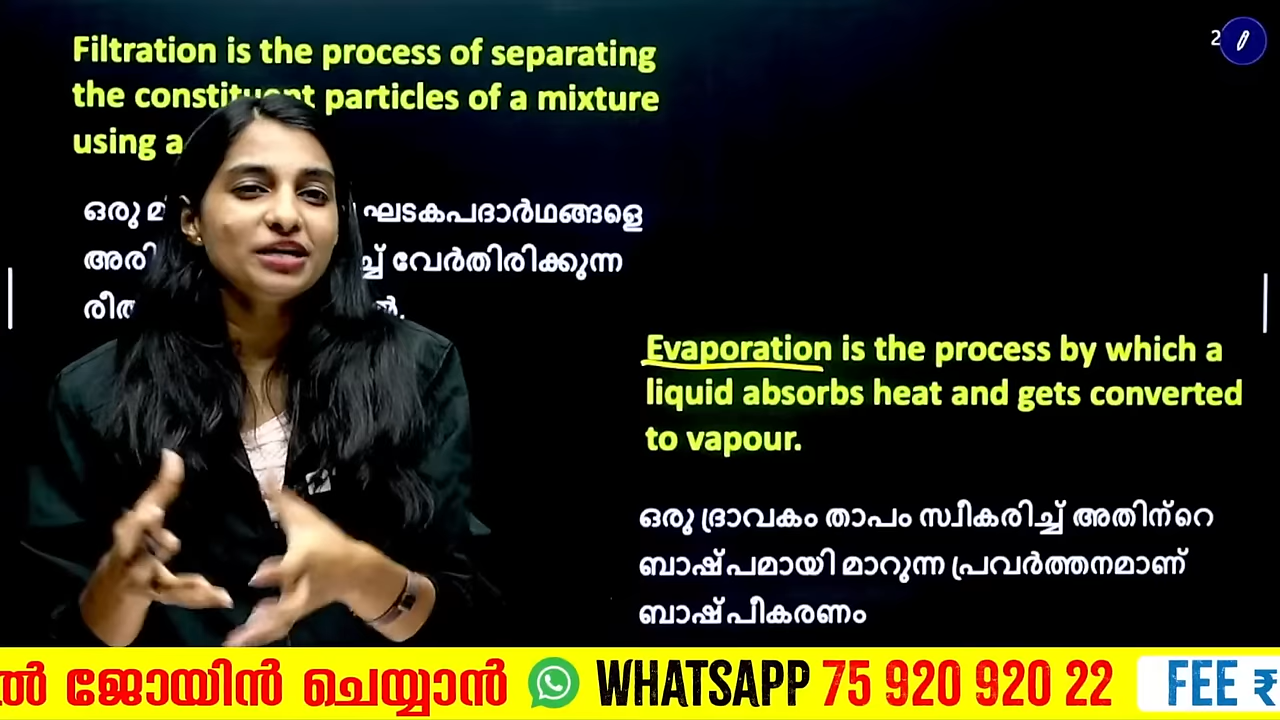 Filtration is the process of separating
the constituent particles of a mixture
using a
2
ഒരു ഘടകപദാർഥങ്ങളെ
വേർതിരിക്കുന്ന
Evaporation is the process by which a
liquid absorbs heat and gets converted
to vapour.
ഒരു ദ്രാവകം താപം സ്വീകരിച്ച് അതിന്റെ
ബാഷ്പമായി മാറുന്ന പ്രവർത്തനമാണ്
ബാഷ്പീകരണം
ജോയിൻ ചെയ്യാൻ WHATSAPP 75 920 920 22 FEE ₹